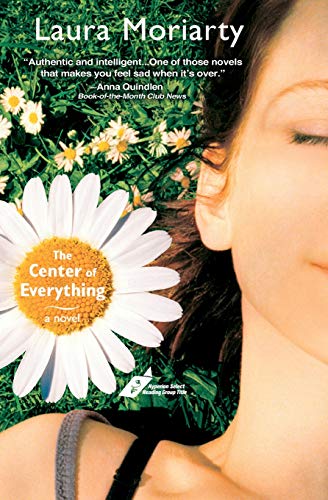 Laura Moriarty
“Authentic and intelligent...One of those novels
that makes you feel sad when it’s over.”
—Anna Quindlen
Book-of-the-Month Club News
The
Center of
Everything
a novel
Hyperion Select
Reading Group Title